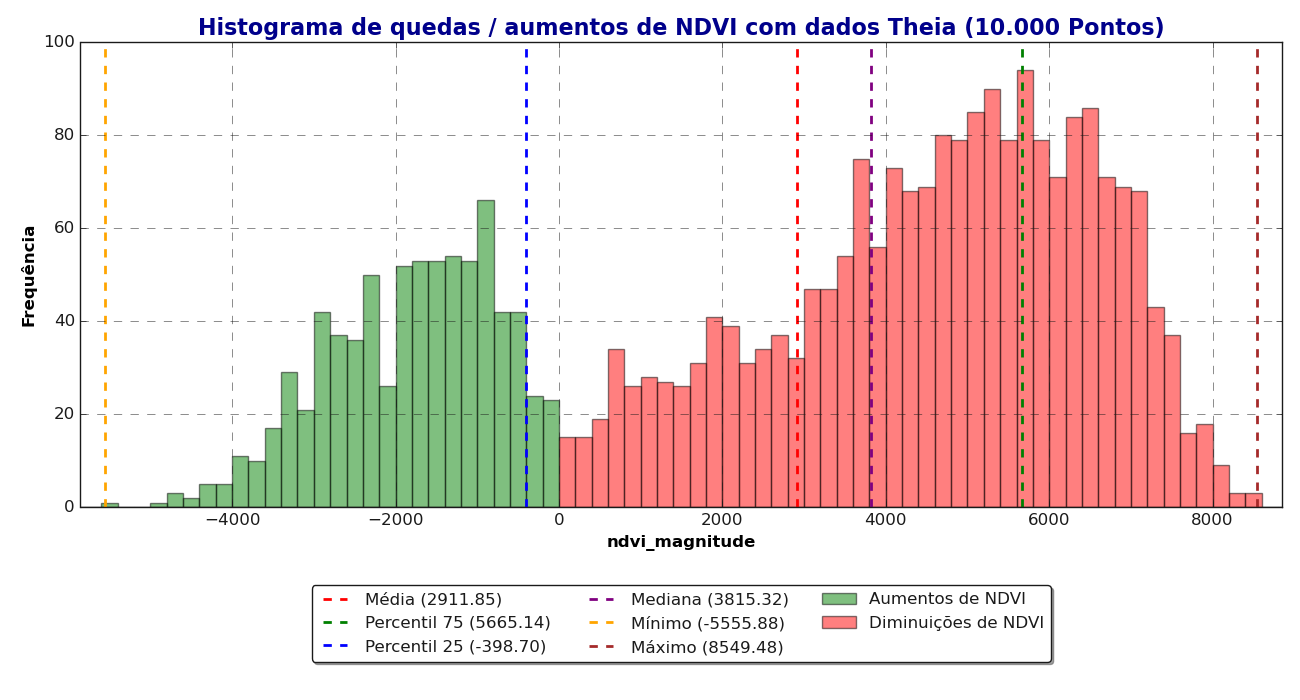 Histograma de quedas / aumentos de NDVI com dados Theia (10.000 Pontos)
100
80
60
40
20
0
Frequência
−4000 −2000 0 2000 4000 6000 8000
ndvi_magnitude
Média (2911.85) Mediana (3815.32) Aumentos de NDVI
Percentil 75 (5665.14) Mínimo (-5555.88) Diminuições de NDVI
Percentil 25 (-398.70) Máximo (8549.48)